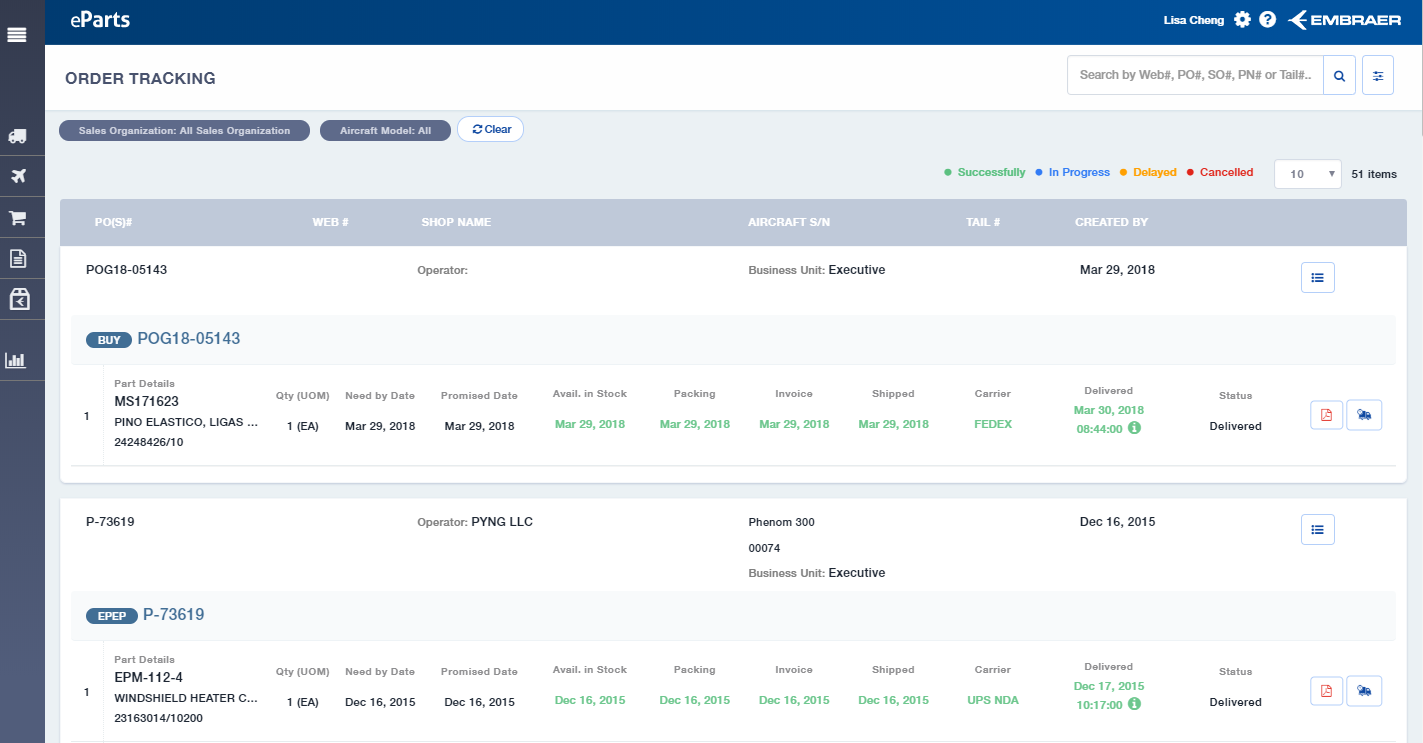 eParts
Lisa Cheng
EMBRAER
ORDER TRACKING
Search by Web#, PO#, SO#, PN# or Tail#..
Sales Organization: All Sales Organization
Aircraft Model: All
Clear
Successfully In Progress Delayed Cancelled
10
51 items
PO(S)# WEB # SHOP NAME AIRCRAFT S/N TAIL # CREATED BY
POG18-05143 Operator: Business Unit: Executive Mar 29, 2018
BUY POG18-05143
1
Part Details
MS171623
PINO ELASTICO, LIGAS ...
24248426/10
Qty (UOM)
1 (EA)
Need by Date
Mar 29, 2018
Promised Date
Mar 29, 2018
Avail. in Stock
Mar 29, 2018
Packing
Mar 29, 2018
Invoice
Mar 29, 2018
Shipped
Mar 29, 2018
Carrier
FEDEX
Delivered
Mar 30, 2018
08:44:00
Status
Delivered
P-73619 Operator: PYNG LLC Phenom 300 Dec 16, 2015
00074
Business Unit: Executive
EPEP P-73619
1
Part Details
EPM-112-4
WINDSHIELD HEATER C...
23163014/10200
Qty (UOM)
1 (EA)
Need by Date
Dec 16, 2015
Promised Date
Dec 16, 2015
Avail. in Stock
Dec 16, 2015
Packing
Dec 16, 2015
Invoice
Dec 16, 2015
Shipped
Dec 16, 2015
Carrier
UPS NDA
Delivered
Dec 17, 2015
10:17:00
Status
Delivered